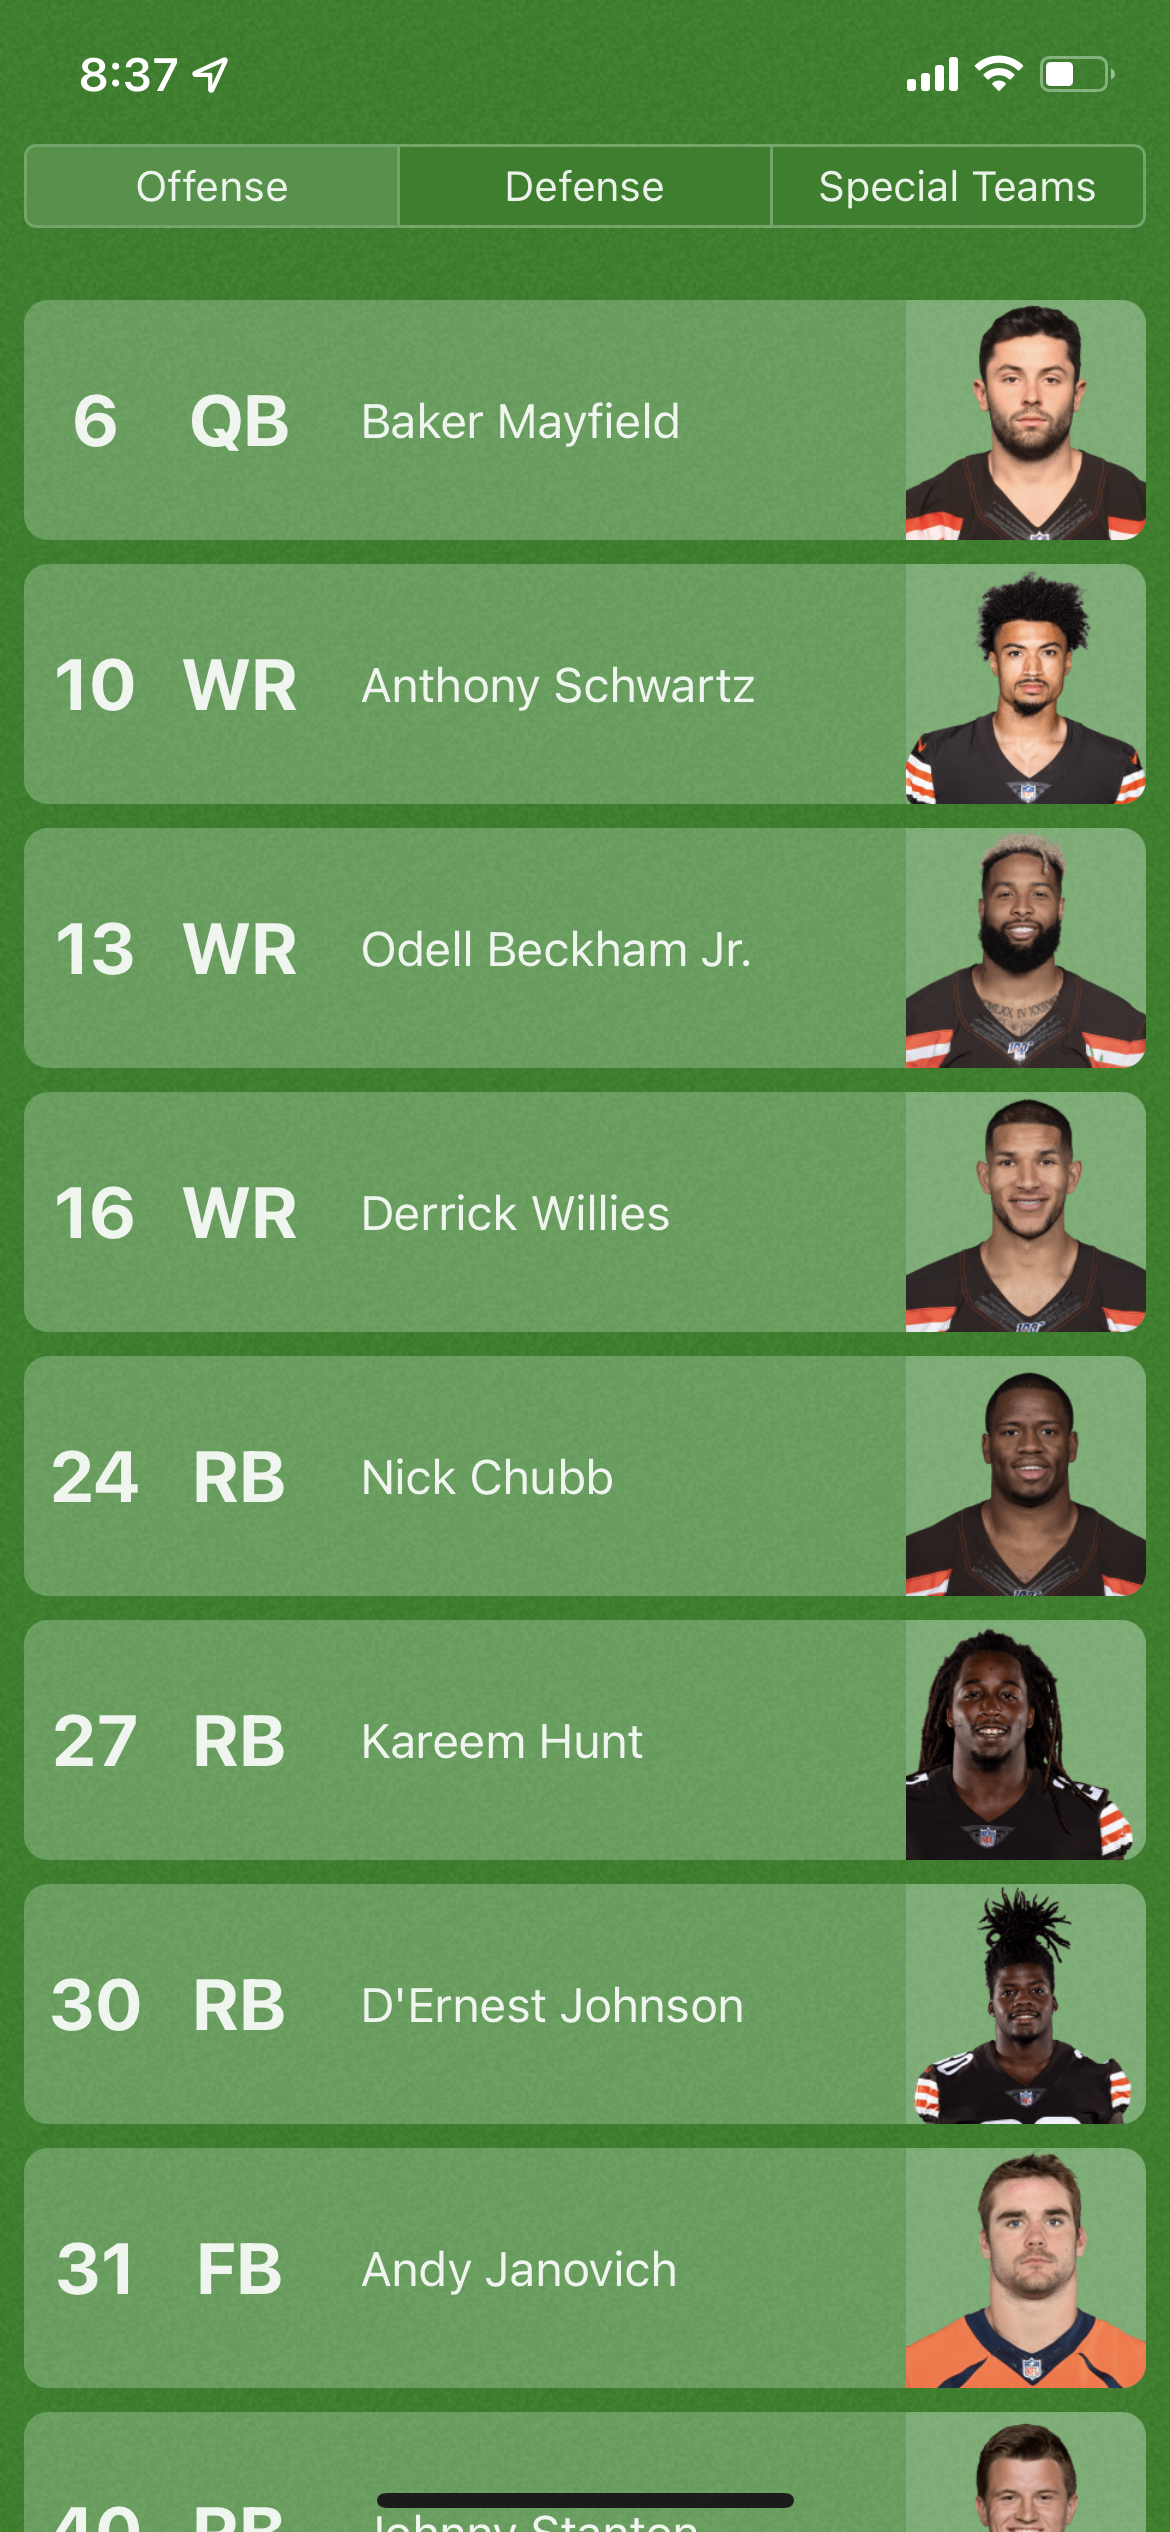 8:37
Offense Defense Special Teams
6 QB Baker Mayfield
10 WR Anthony Schwartz
13 WR Odell Beckham Jr.
16 WR Derrick Willies
24 RB Nick Chubb
27 RB Kareem Hunt
30 RB D'Ernest Johnson
31 FB Andy Janovich
40 RB Johnny Stanton